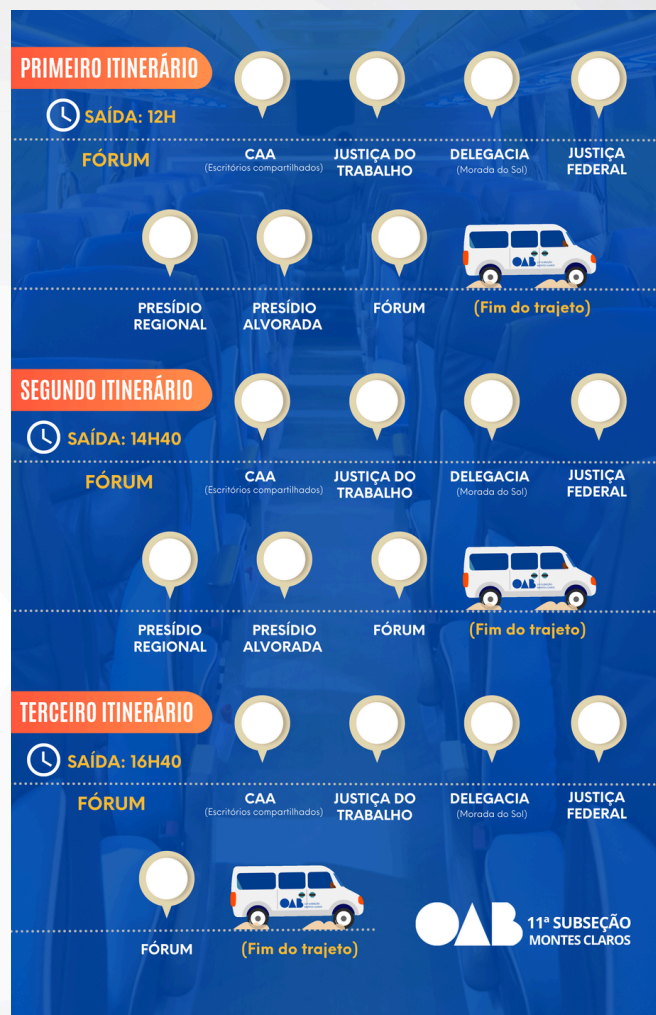 PRIMEIRO ITINERÁRIO
SAÍDA: 12H
FÓRUM
CAA
(Escritórios compartilhados)
JUSTIÇA DO
TRABALHO
DELEGACIA
(Morada do Sol)
JUSTIÇA
FEDERAL
PRESÍDIO
REGIONAL
PRESÍDIO
ALVORADA
FÓRUM
OAB
(Fim do trajeto)
SEGUNDO ITINERÁRIO
SAÍDA: 14H40
FÓRUM
CAA
(Escritórios compartilhados)
JUSTIÇA DO
TRABALHO
DELEGACIA
(Morada do Sol)
JUSTIÇA
FEDERAL
PRESÍDIO
REGIONAL
PRESÍDIO
ALVORADA
FÓRUM
OAB
(Fim do trajeto)
TERCEIRO ITINERÁRIO
SAÍDA: 16H40
FÓRUM
CAA
(Escritórios compartilhados)
JUSTIÇA DO
TRABALHO
DELEGACIA
(Morada do Sol)
JUSTIÇA
FEDERAL
FÓRUM
OAB
(Fim do trajeto)
OAB
11ª SUBSEÇÃO
MONTES CLAROS